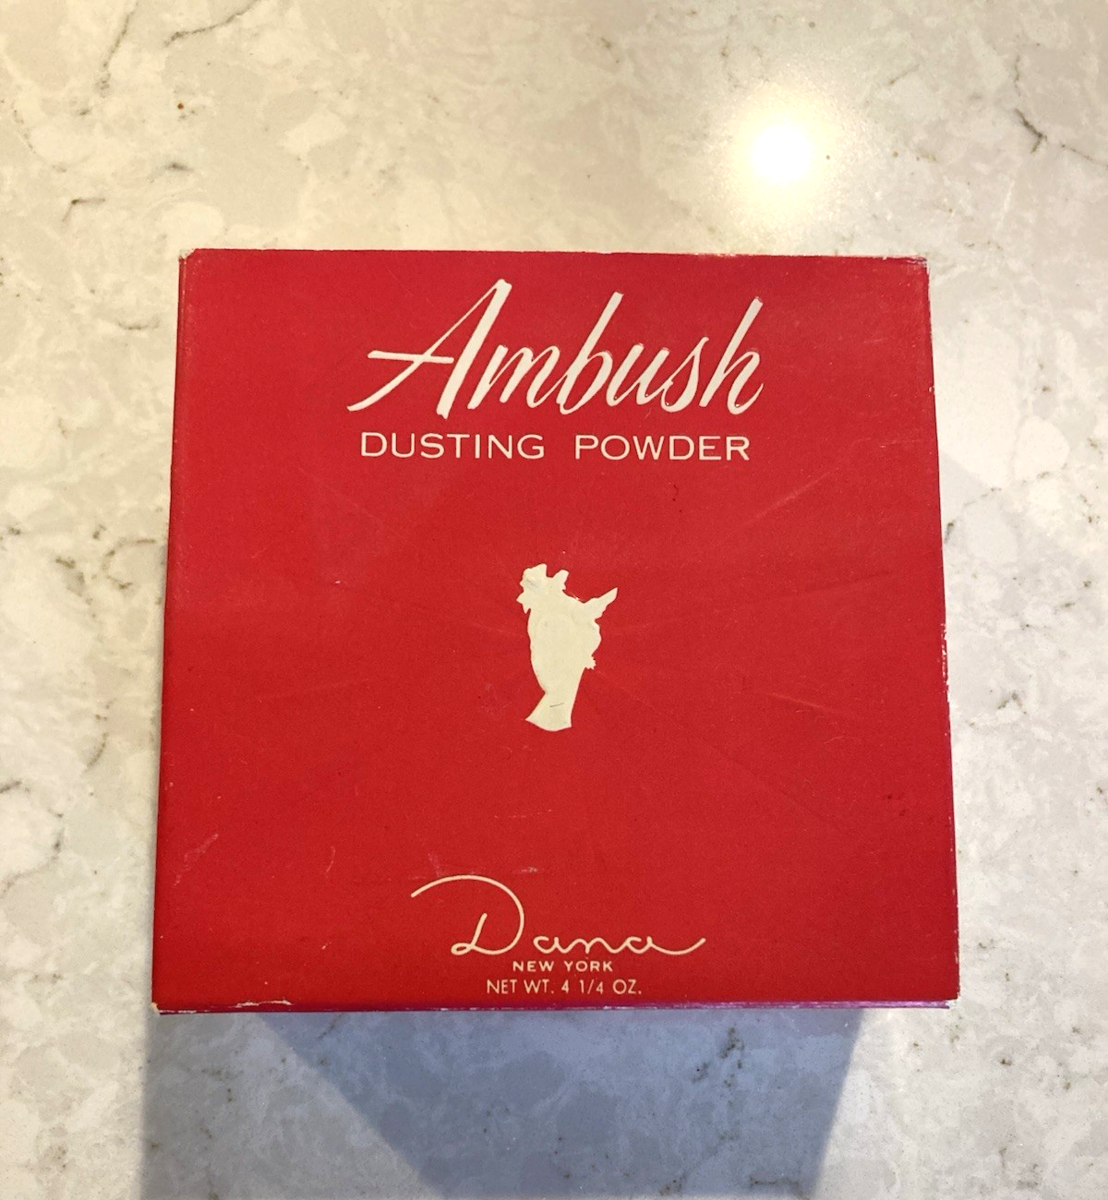 Ambush
DUSTING POWDER
Dana
NEW YORK
NET WT. 4 1/4 OZ.